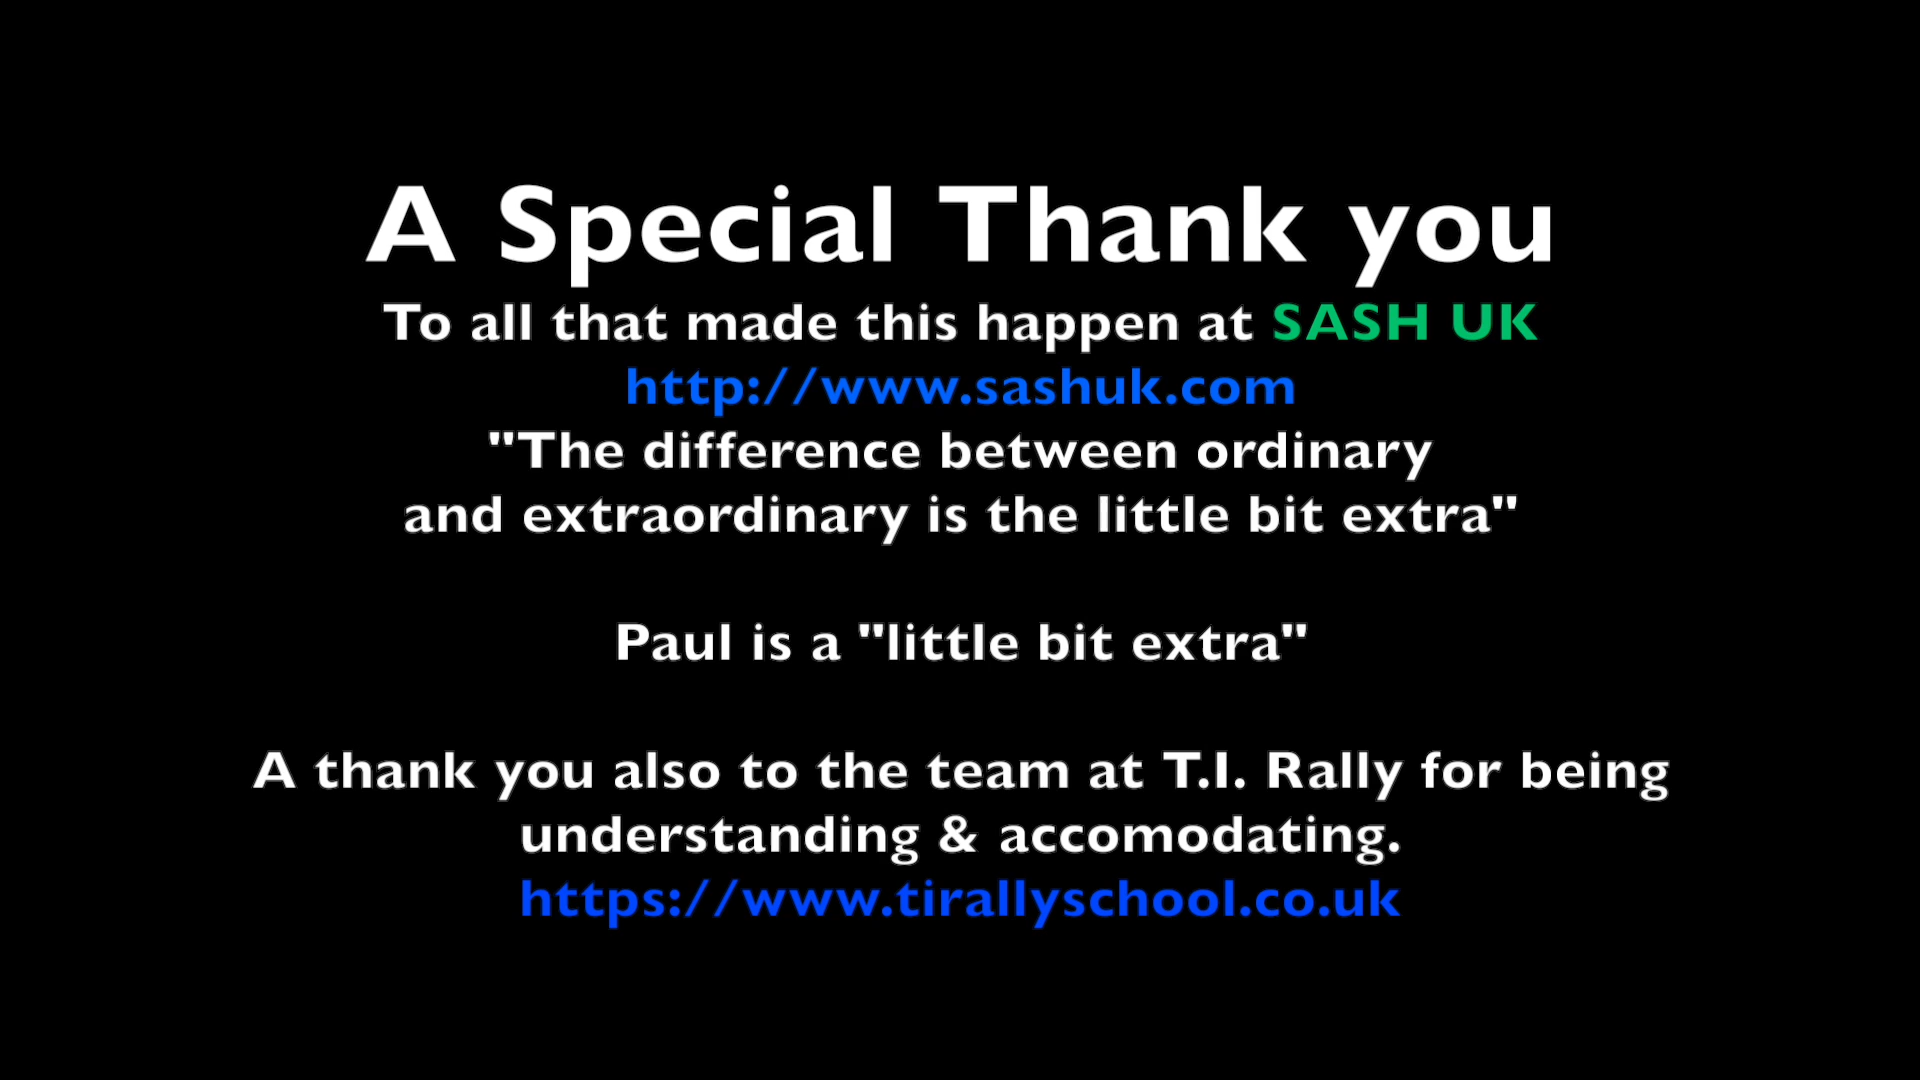 A Special Thank you
To all that made this happen at SASH UK
http://www.sashuk.com
"The difference between ordinary
and extraordinary is the little bit extra"
Paul is a "little bit extra"
A thank you also to the team at T.I. Rally for being
understanding & accomodating.
https://www.tirallyschool.co.uk